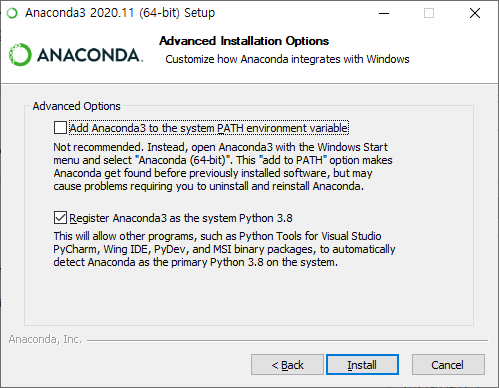 Anaconda3 2020.11 (64-bit) Setup
ANACONDA.
Advanced Installation Options
Customize how Anaconda integrates with Windows
Advanced Options
Add Anaconda3 to the system PATH environment variable
Not recommended. Instead, open Anaconda3 with the Windows Start
menu and select "Anaconda (64-bit)". This "add to PATH" option makes
Anaconda get found before previously installed software, but may
cause problems requiring you to uninstall and reinstall Anaconda.
Register Anaconda3 as the system Python 3.8
This will allow other programs, such as Python Tools for Visual Studio
PyCharm, Wing IDE, PyDev, and MSI binary packages, to automatically
detect Anaconda as the primary Python 3.8 on the system.
Anaconda, Inc.
< Back
Install
Cancel